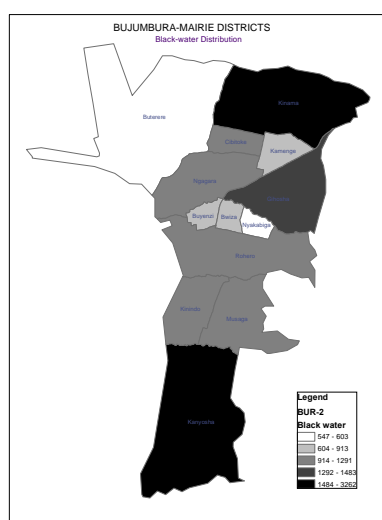 BUJUMBURA-MAIRIE DISTRICTS
Black-water Distribution
Kinama
Buterere
Cibitoke
Kamenge
Ngagara
Buyenzi
Bwiza
Nyakabiga
Rohero
Kinindo
Musaga
Kanyosha
Legend
BUR-2
Black water
547 - 603
604 - 913
914 - 1291
1292 - 1483
1484 - 3262